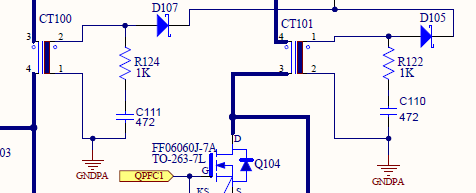 D107
CT100
CT101
D105
3
2
4
2
R124
1K
R122
1K
4
1
3
1
C111
472
C110
472
FF06060J-7A
TO-263-7L
D
Q104
03
GNDPA
QPFC1
G
GNDPA
KS
S